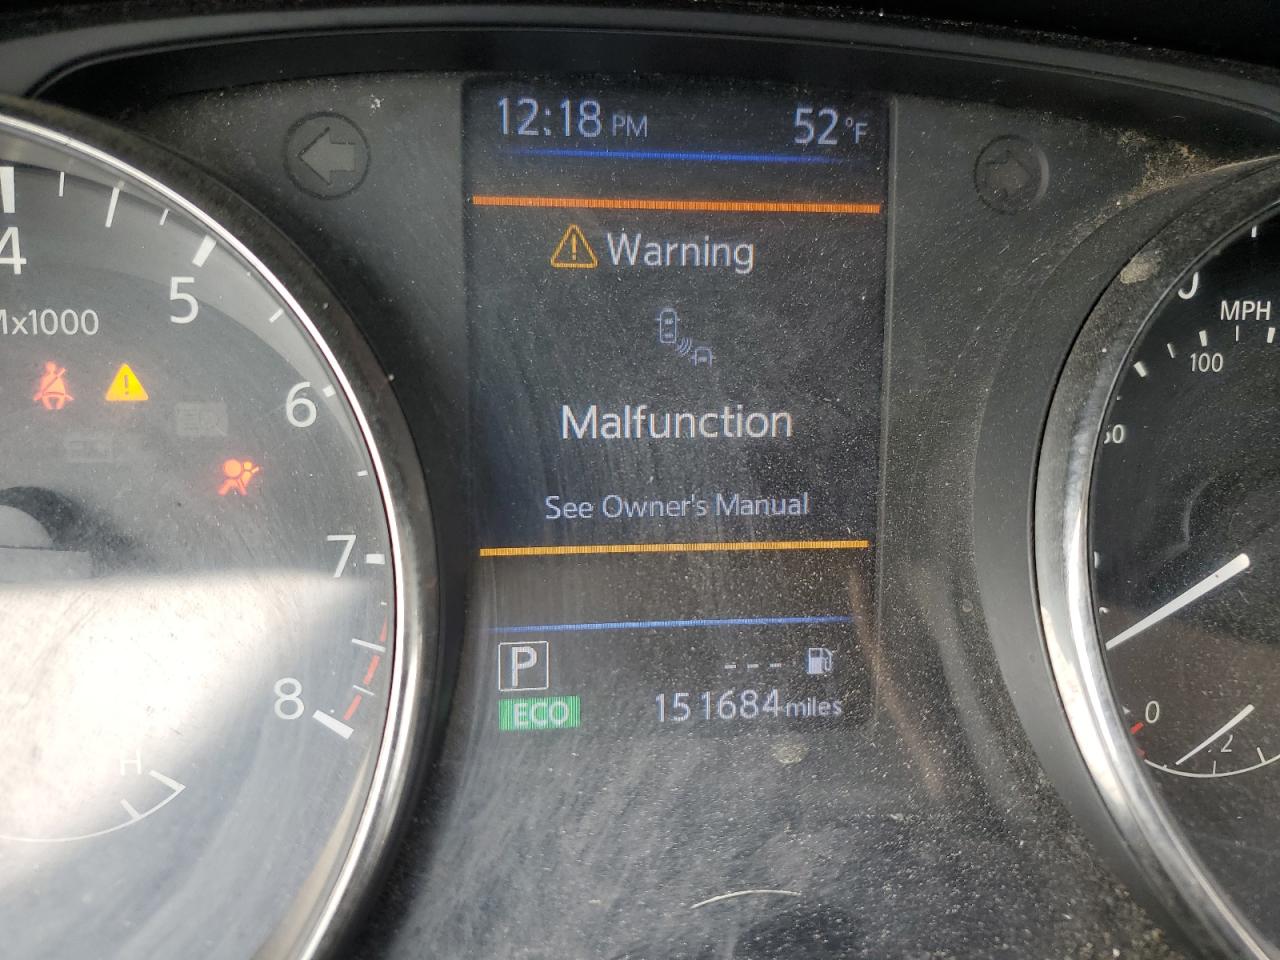 12:18 PM 52°F
Warning
Malfunction
See Owner's Manual
P
ECO
151684 miles
4
5
x1000
6
7
8
H
MPH
100
0
1/2